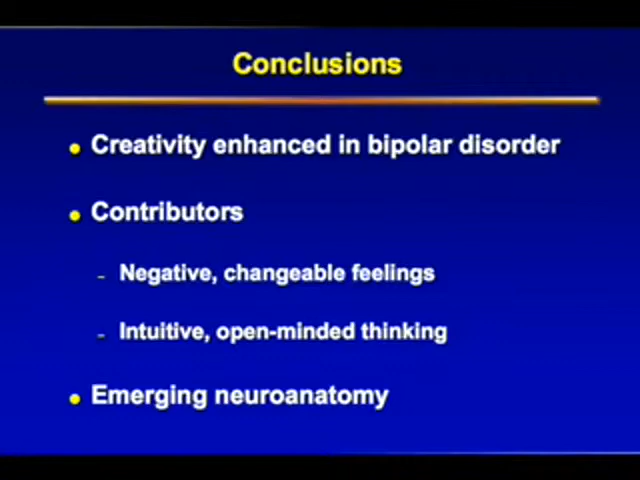 Conclusions
Creativity enhanced in bipolar disorder
Contributors
– Negative, changeable feelings
– Intuitive, open-minded thinking
Emerging neuroanatomy